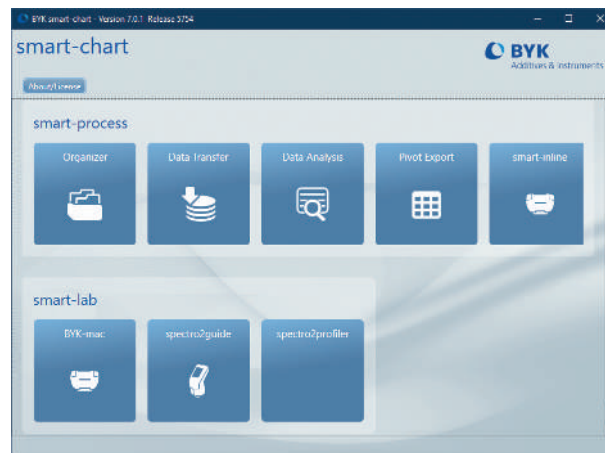 BYK smart-chart - Version 7.0.1 Release 5754
smart-chart
BYK
Additives & Instruments
About/License
smart-process
Organizer
Data Transfer
Data Analysis
Pivot Export
smart-inline
smart-lab
BYK-mac
spectro2guide
spectro2profiler